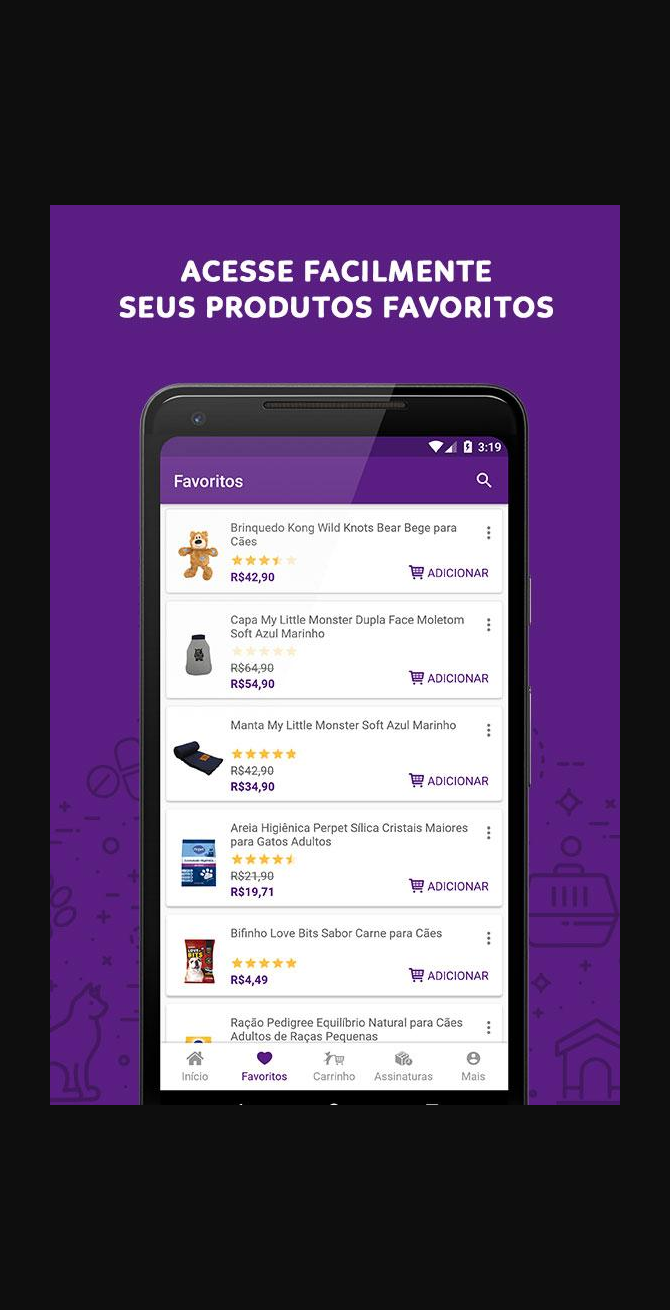 ACESSE FACILMENTE
SEUS PRODUTOS FAVORITOS
3:19
Favoritos
Brinquedo Kong Wild Knots Bear Bege para
Cães
R$42,90
ADICIONAR
Capa My Little Monster Dupla Face Moletom
Soft Azul Marinho
R$64,90
R$54,90
ADICIONAR
Manta My Little Monster Soft Azul Marinho
R$42,90
R$34,90
ADICIONAR
Areia Higiênica Perpet Sílica Cristais Maiores
para Gatos Adultos
R$21,90
R$19,71
ADICIONAR
Bifinho Love Bits Sabor Carne para Cães
R$4,49
ADICIONAR
Ração Pedigree Equilíbrio Natural para Cães
Adultos de Raças Pequenas
Início
Favoritos
Carrinho
Assinaturas
Mais